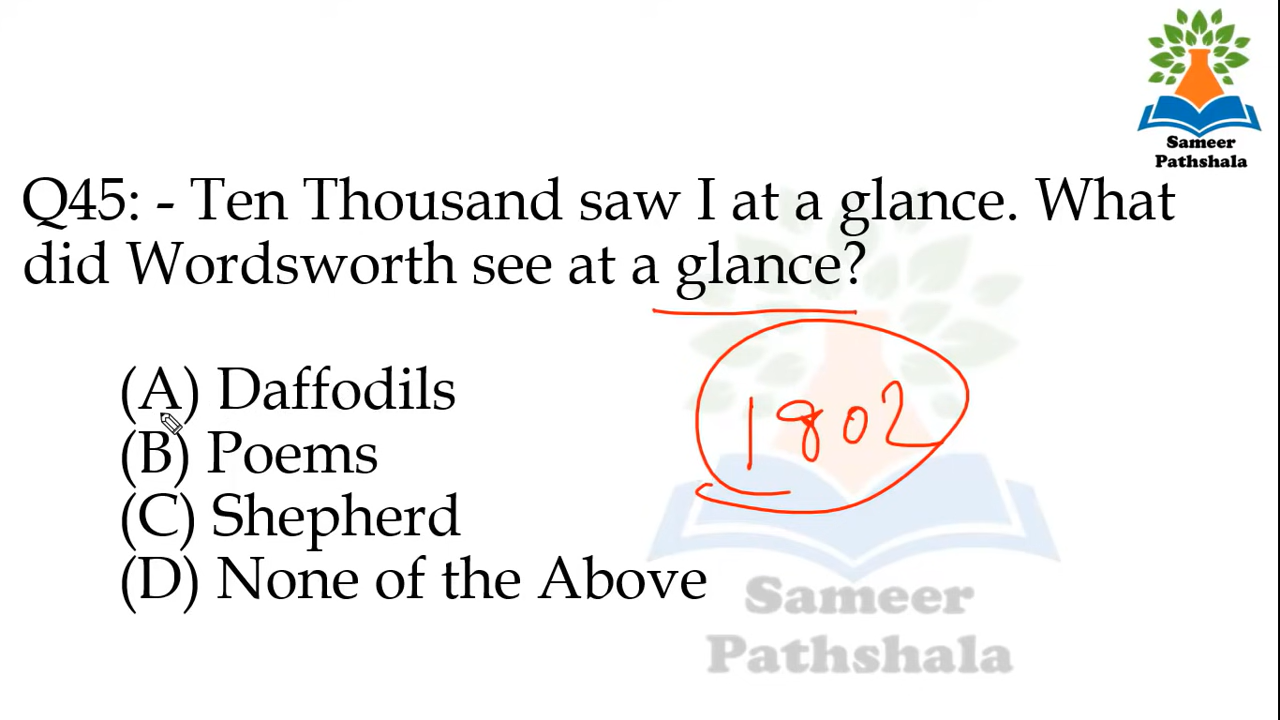 Sameer
Pathshala
Q45: - Ten Thousand saw I at a glance. What
did Wordsworth see at a glance?
(A) Daffodils
1802
(B) Poems
(C) Shepherd
(D) None of the Above
Sameer
Pathshala